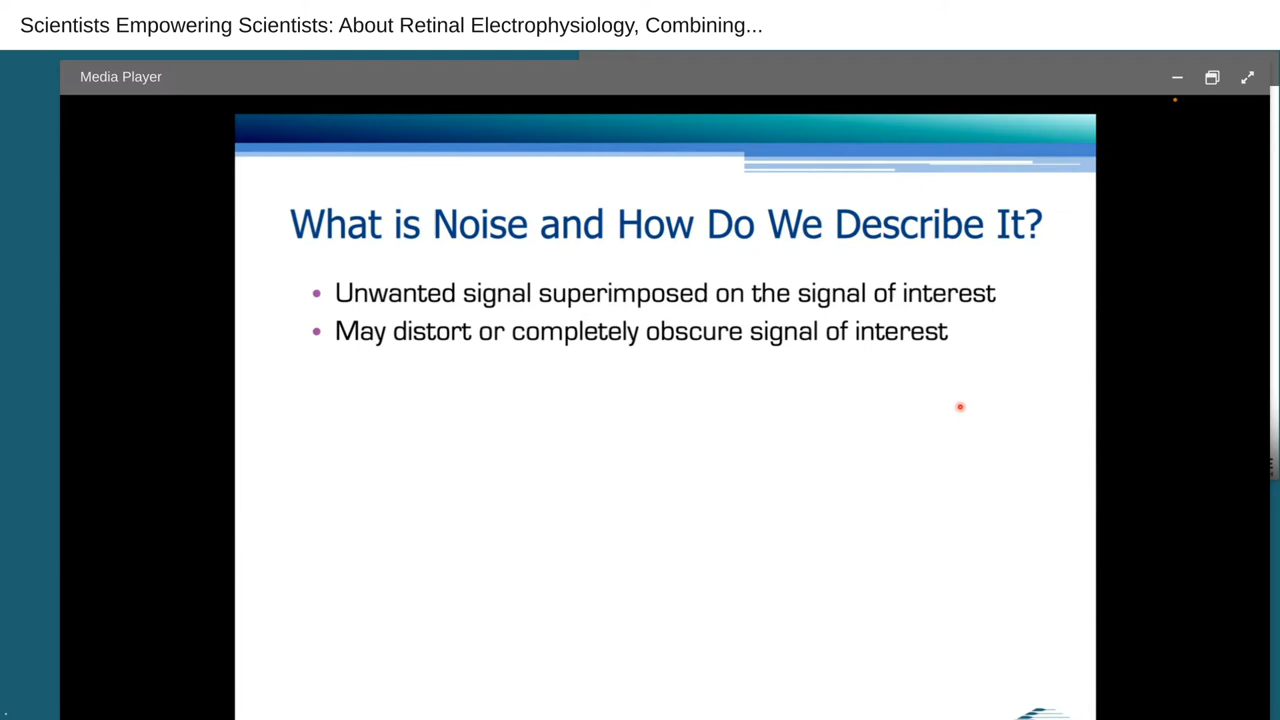 Scientists Empowering Scientists: About Retinal Electrophysiology, Combining...
Media Player
What is Noise and How Do We Describe It?
• Unwanted signal superimposed on the signal of interest
• May distort or completely obscure signal of interest